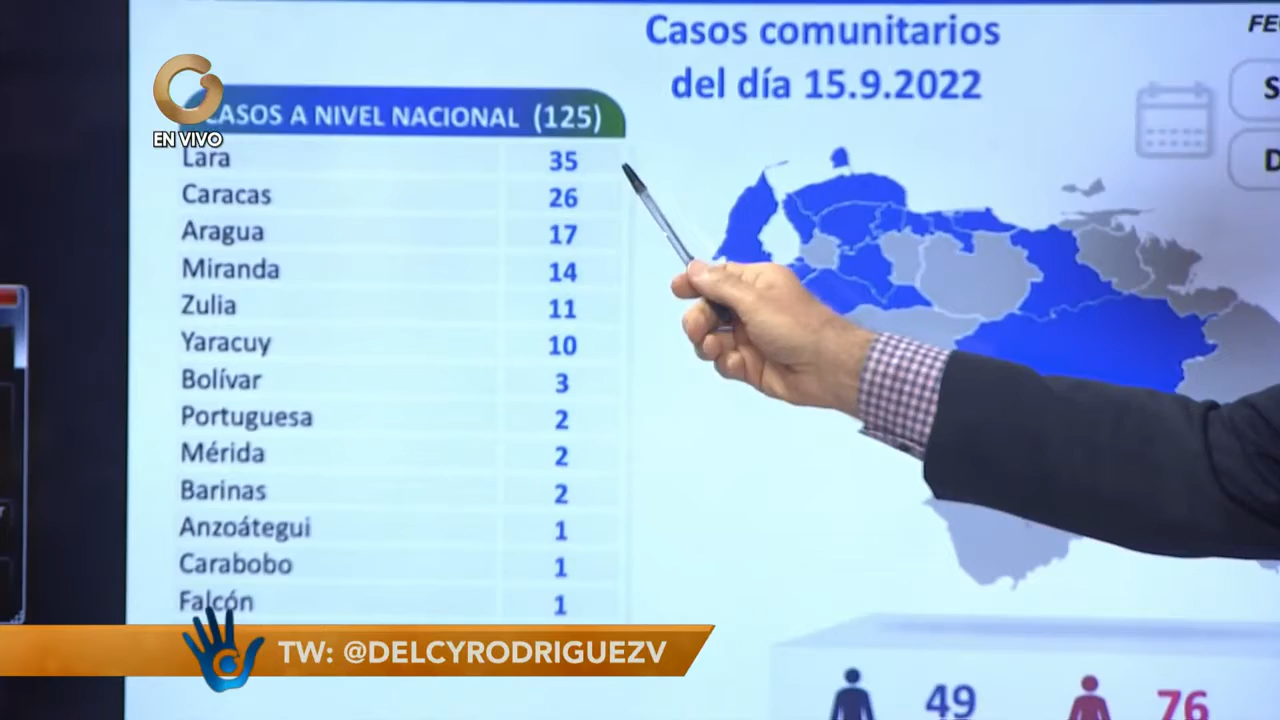 Casos comunitarios
del día 15.9.2022
CASOS A NIVEL NACIONAL (125)
EN VIVO
Lara 35
Caracas 26
Aragua 17
Miranda 14
Zulia 11
Yaracuy 10
Bolívar 3
Portuguesa 2
Mérida 2
Barinas 2
Anzoátegui 1
Carabobo 1
Falcón 1
49 76
TW: @DELCYRODRIGUEZV